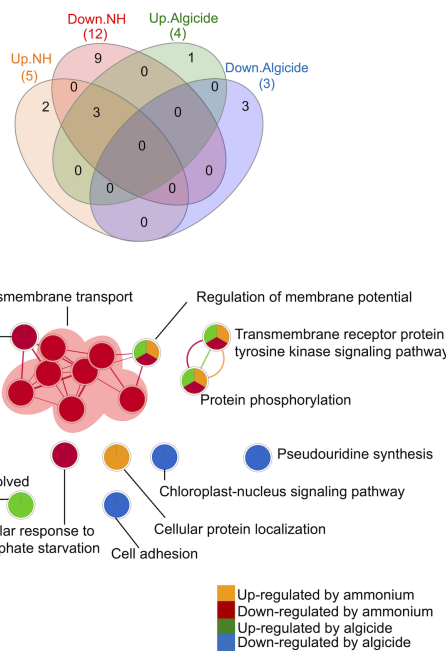 Down.NH
(12)
Up.Algicide
(4)
Up.NH
(5)
Down.Algicide
(3)
9
0
1
0
0
2
3
0
3
0
0
0
0
0
0
smembrane transport
Regulation of membrane potential
Transmembrane receptor protein
tyrosine kinase signaling pathway
Protein phosphorylation
Pseudouridine synthesis
olved
Chloroplast-nucleus signaling pathway
Cellular protein localization
lar response to
phate starvation
Cell adhesion
Up-regulated by ammonium
Down-regulated by ammonium
Up-regulated by algicide
Down-regulated by algicide